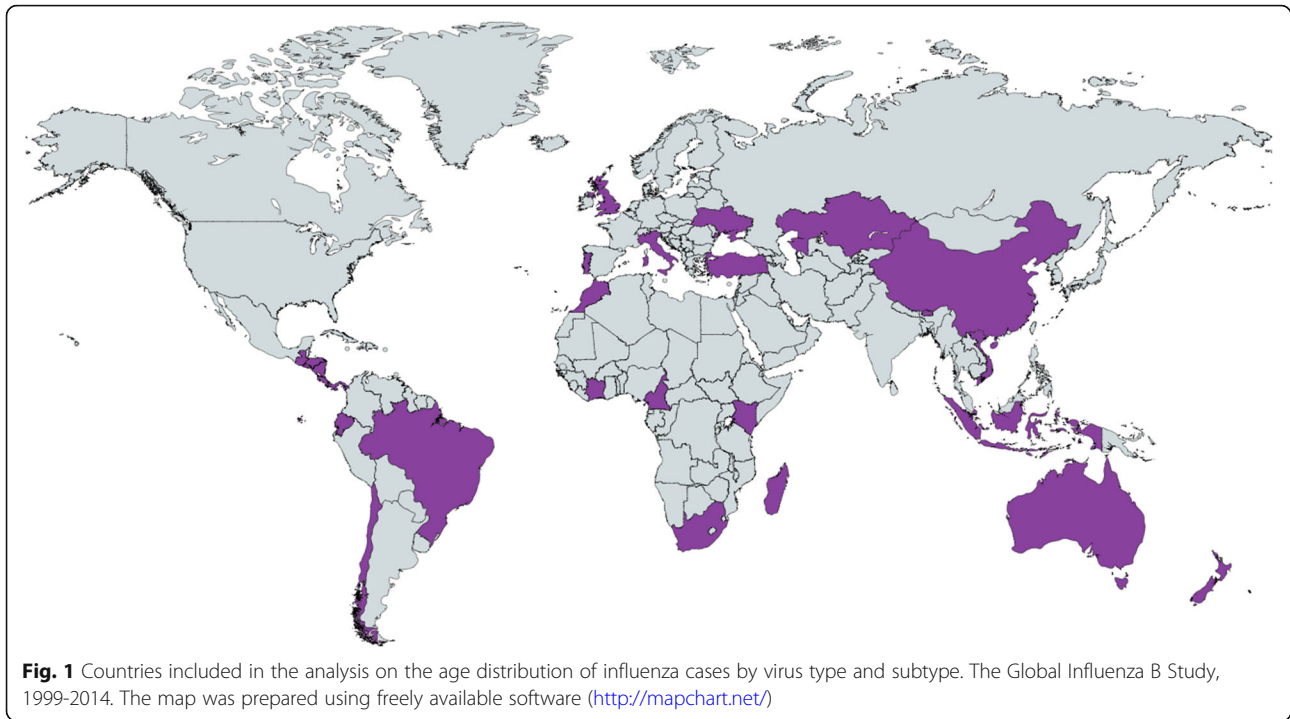 Fig. 1 Countries included in the analysis on the age distribution of influenza cases by virus type and subtype. The Global Influenza B Study,
1999-2014. The map was prepared using freely available software (http://mapchart.net/)